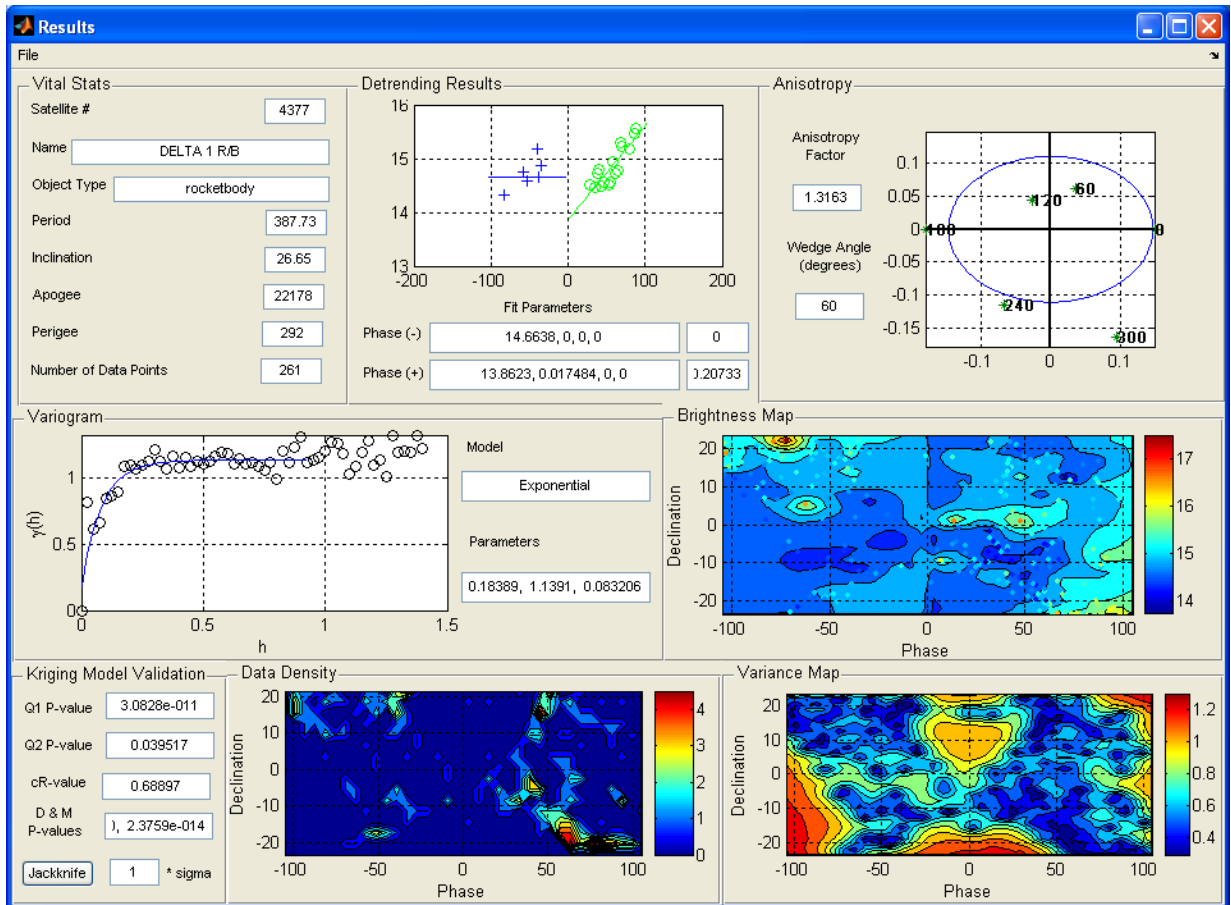 Results
File
Vital Stats
Satellite # 4377
Name DELTA 1 R/B
Object Type rocketbody
Period 387.73
Inclination 26.65
Apogee 22178
Perigee 292
Number of Data Points 261
Detrending Results
16
15
14
13
-200 -100 0 100 200
Fit Parameters
Phase (-) 14.6638, 0, 0, 0 0
Phase (+) 13.8623, 0.017484, 0, 0 0.20733
Anisotropy
Anisotropy
Factor
1.3163
Wedge Angle
(degrees)
60
0.1
0.05
0
-0.05
-0.1
-0.15
-0.1 0 0.1
120 60
180 0
240
300
Variogram
γ(h)
1
0.5
0
0 0.5 1 1.5
h
Model
Exponential
Parameters
0.18389, 1.1391, 0.083206
Brightness Map
Declination
20
10
0
-10
-20
-100 -50 0 50 100
Phase
17
16
15
14
Kriging Model Validation
Q1 P-value 3.0828e-011
Q2 P-value 0.039517
cR-value 0.68897
D & M
P-values
), 2.3759e-014
Jackknife 1 * sigma
Data Density
Declination
20
10
0
-10
-20
-100 -50 0 50 100
Phase
4
3
2
1
0
Variance Map
Declination
20
10
0
-10
-20
-100 -50 0 50 100
Phase
1.2
1
0.8
0.6
0.4